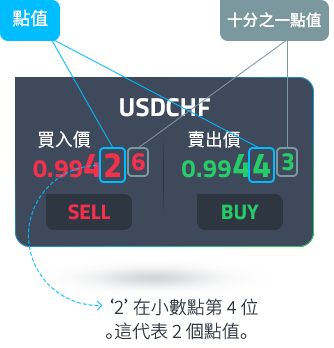 點值
十分之一點值
USDCHF
買入價
賣出價
0.99426
0.99443
SELL
BUY
‘2’ 在小數點第 4 位
。這代表 2 個點值